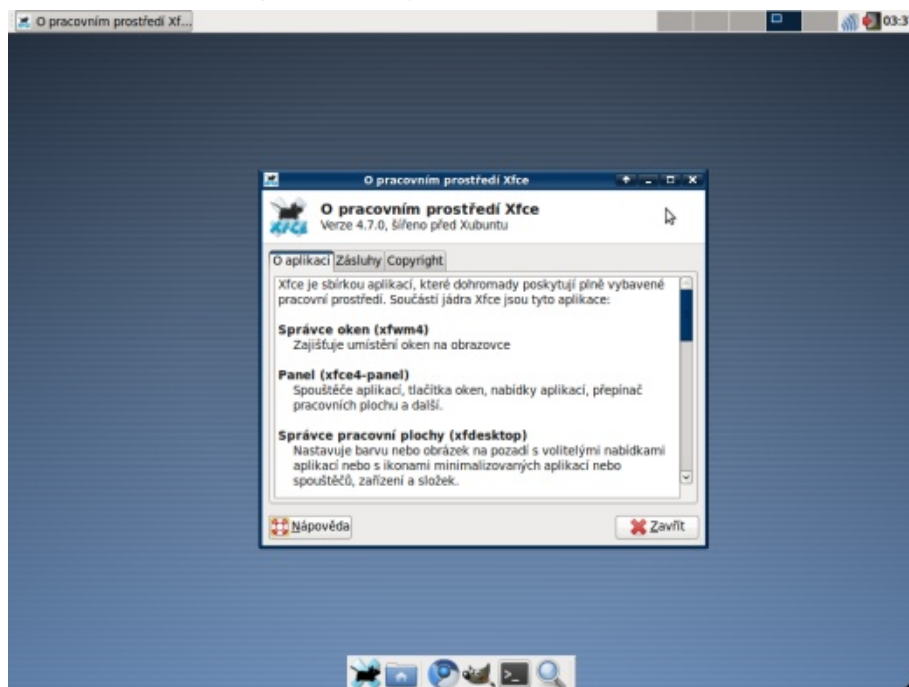 O pracovním prostředí Xf...
03:3
O pracovním prostředí Xfce
O pracovním prostředí Xfce
Verze 4.7.0, šířeno před Xubuntu
XFCE
O aplikaci Zásluhy Copyright
Xfce je sbírkou aplikací, které dohromady poskytují plně vybavené
pracovní prostředí. Součástí jádra Xfce jsou tyto aplikace:
Správce oken (xfwm4)
Zajišťuje umístění oken na obrazovce
Panel (xfce4-panel)
Spouštěče aplikací, tlačítka oken, nabídky aplikací, přepínač
pracovních plochu a další.
Správce pracovní plochy (xfdesktop)
Nastavuje barvu nebo obrázek na pozadí s volitelými nabídkami
aplikací nebo s ikonami minimalizovaných aplikací nebo
spouštěčů, zařízení a složek.
Nápověda
Zavřít